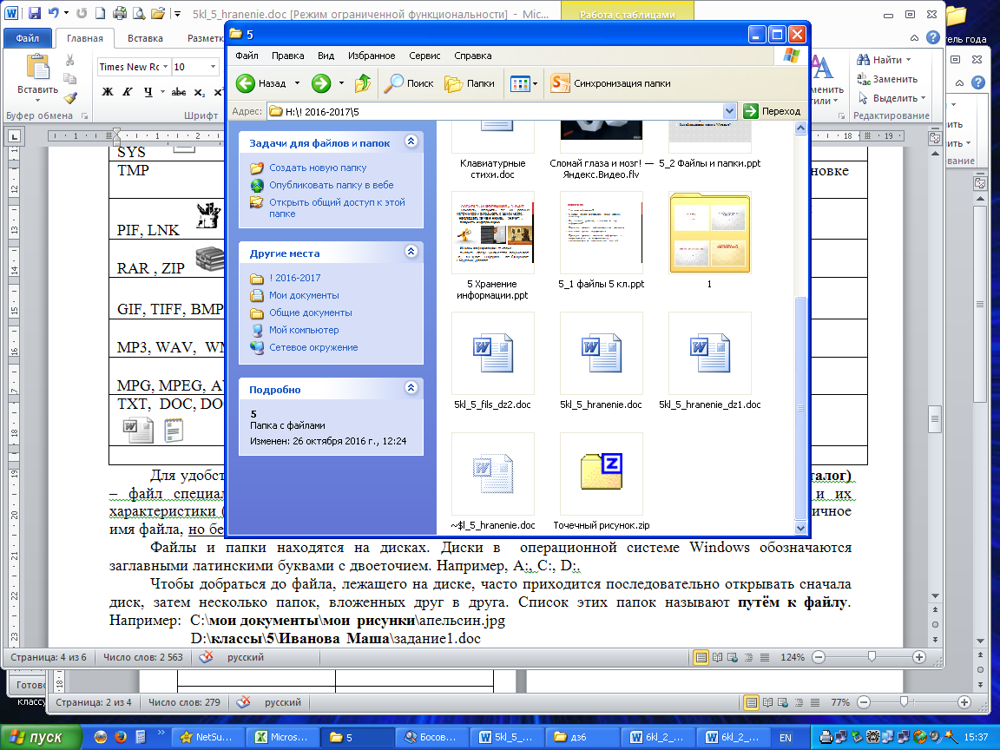 5kl_5_hranenie.doc [Режим ограниченной функциональности] - Mic...
Работа с таблицами
Файл
Главная
Вставка
Разметк
Вставить
Буфер обмена
Times New Ro
10
Ж К Ч abc x₂ x²
Шрифт
Найти
Заменить
Выделить
Редактирование
5
Файл Правка Вид Избранное Сервис Справка
Назад
Поиск
Папки
Синхронизация папки
Адрес:
H:\! 2016-2017\5
Переход
Задачи для файлов и папок
Создать новую папку
Опубликовать папку в вебе
Открыть общий доступ к этой
папке
Другие места
! 2016-2017
Мои документы
Общие документы
Мой компьютер
Сетевое окружение
Подробно
5
Папка с файлами
Изменен: 26 октября 2016 г., 12:24
Клавиатурные
стихи.doc
Сломай глаза и мозг! —
Яндекс.Видео.flv
5_2 Файлы и папки.ppt
5 Хранение
информации.ppt
5_1 файлы 5 кл.ppt
1
5kl_5_fils_dz2.doc
5kl_5_hranenie.doc
5kl_5_hranenie_dz1.doc
~$l_5_hranenie.doc
Точечный рисунок.zip
SYS
TMP
новке
PIF, LNK
RAR , ZIP
GIF, TIFF, BMP
MP3, WAV, WM
MPG, MPEG, A
TXT, DOC, DO
Для удобст
талог)
– файл специал
и их
характеристики (
ичное
имя файла, но бе
Файлы и папки находятся на дисках. Диски в операционной системе Windows обозначаются
заглавными латинскими буквами с двоеточием. Например, A:, C:, D:.
Чтобы добраться до файла, лежащего на диске, часто приходится последовательно открывать сначала
диск, затем несколько папок, вложенных друг в друга. Список этих папок называют путём к файлу.
Например: C:\мои документы\мои рисунки\апельсин.jpg
D:\классы\5\Иванова Маша\задание1.doc
Страница: 4 из 6
Число слов: 2 563
русский
124%
Готово
классу
Страница: 2 из 4
Число слов: 279
русский
77%
пуск
NetSu...
Micros...
5
Босов...
5kl_5_...
дз6
6kl_2_...
6kl_2_...
EN
15:37